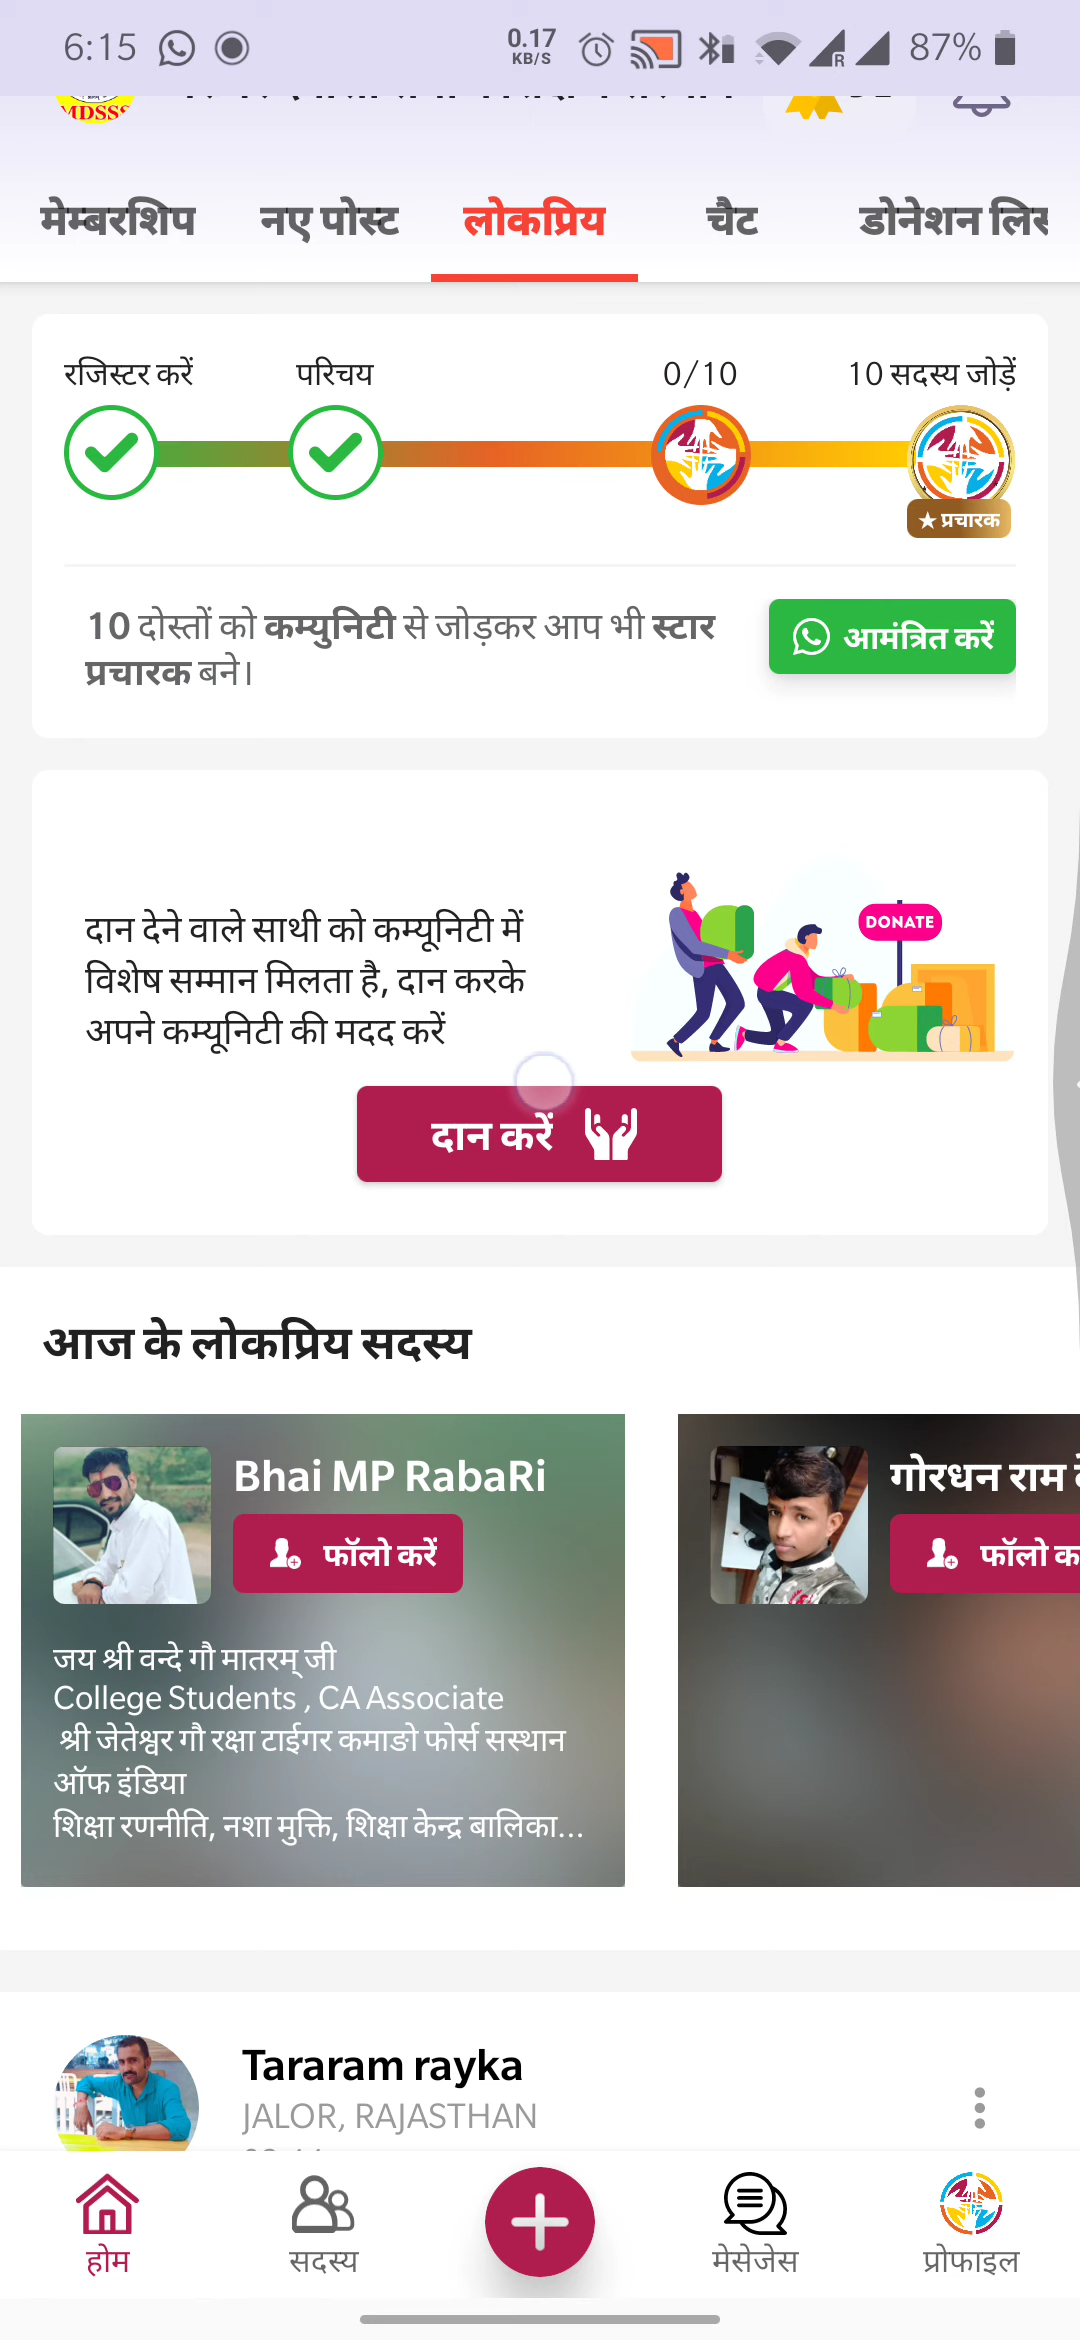 6:15
0.17
KB/S
R
87%
MDSSS
मेम्बरशिप
नए पोस्ट
लोकप्रिय
चैट
डोनेशन लिस
रजिस्टर करें
परिचय
0/10
10 सदस्य जोड़ें
★ प्रचारक
10 दोस्तों को कम्युनिटी से जोड़कर आप भी स्टार
प्रचारक बने।
आमंत्रित करें
दान देने वाले साथी को कम्यूनिटी में
विशेष सम्मान मिलता है, दान करके
अपने कम्यूनिटी की मदद करें
DONATE
दान करें
आज के लोकप्रिय सदस्य
Bhai MP RabaRi
फॉलो करें
जय श्री वन्दे गौ मातरम् जी
College Students , CA Associate
श्री जेतेश्वर गौ रक्षा टाईगर कमाङो फोर्स सस्थान
ऑफ इंडिया
शिक्षा रणनीति, नशा मुक्ति, शिक्षा केन्द्र बालिका...
गोरधन राम
फॉलो क
Tararam rayka
JALOR, RAJASTHAN
होम
सदस्य
मेसेजेस
प्रोफाइल